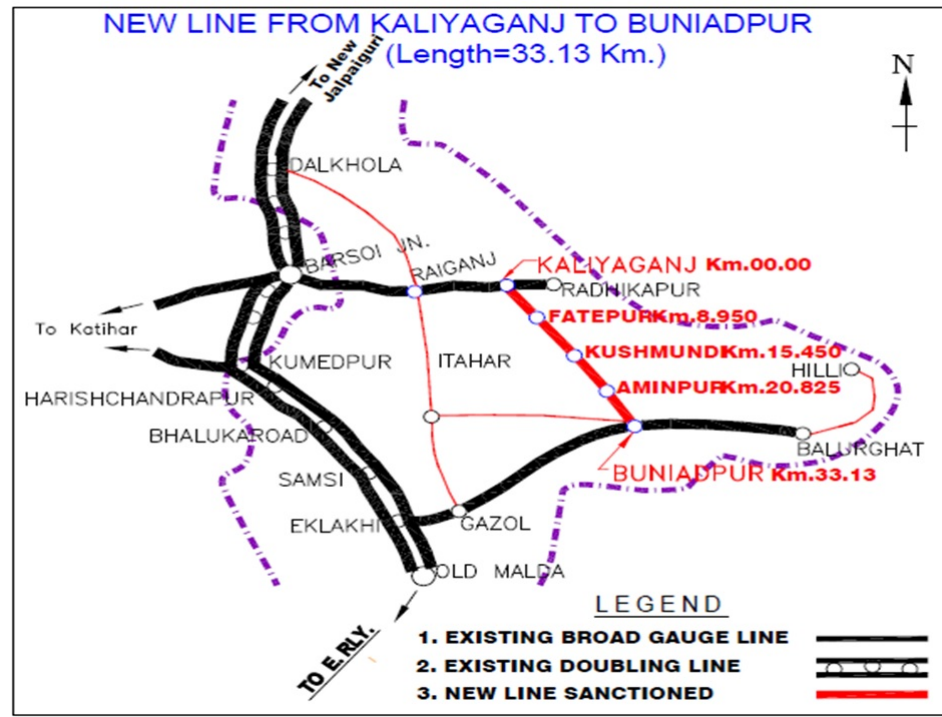 NEW LINE FROM KALIYAGANJ TO BUNIADPUR
(Length=33.13 Km.)
To New
Jalpaiguri
N
DALKHOLA
BARSOI JN.
RAIGANJ
KALIYAGANJ Km.00.00
RADHIKAPUR
FATEPUR Km.8.950
To Katihar
KUMEDPUR
ITAHAR
KUSHMUNDI Km.15.450
HILLI
HARISHCHANDRAPUR
AMINPUR Km.20.825
BHALUKAROAD
BALURGHAT
SAMSI
BUNIADPUR Km.33.13
EKLAKHI
GAZOL
OLD MALDA
TO E. RLY.
LEGEND
1. EXISTING BROAD GAUGE LINE
2. EXISTING DOUBLING LINE
3. NEW LINE SANCTIONED